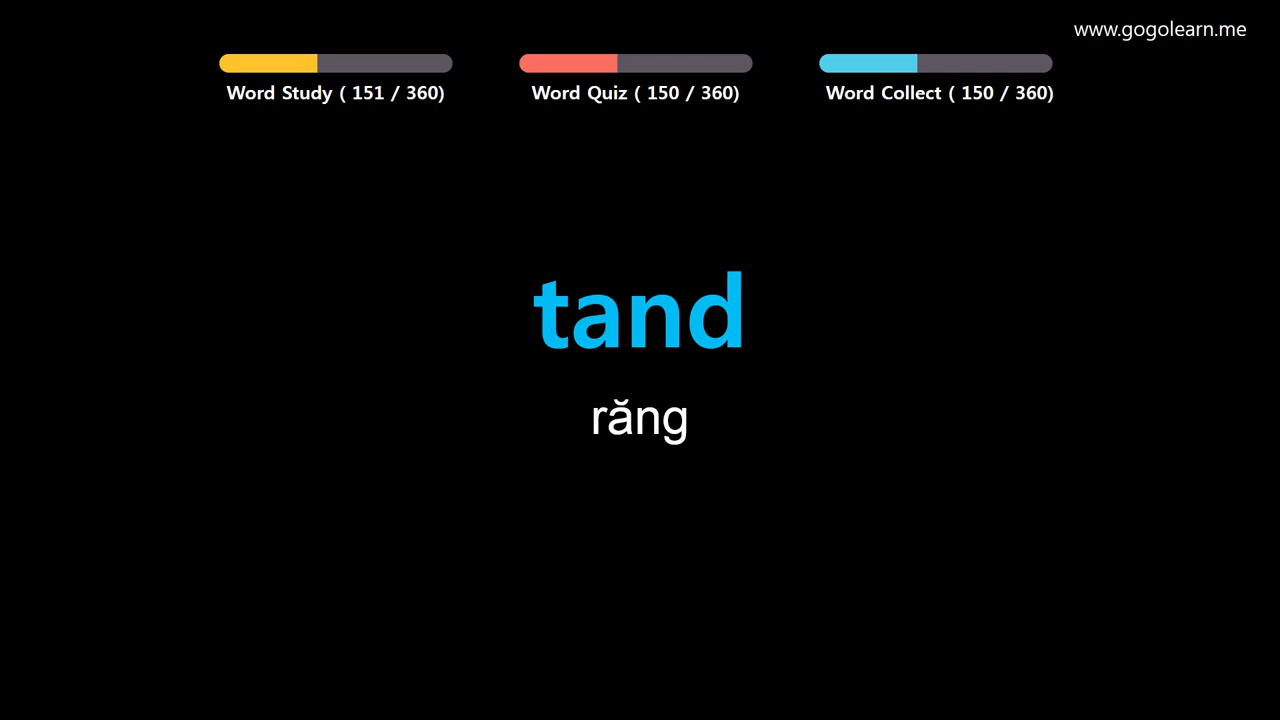 www.gogolearn.me
Word Study ( 151 / 360)
Word Quiz ( 150 / 360)
Word Collect ( 150 / 360)
tand
răng